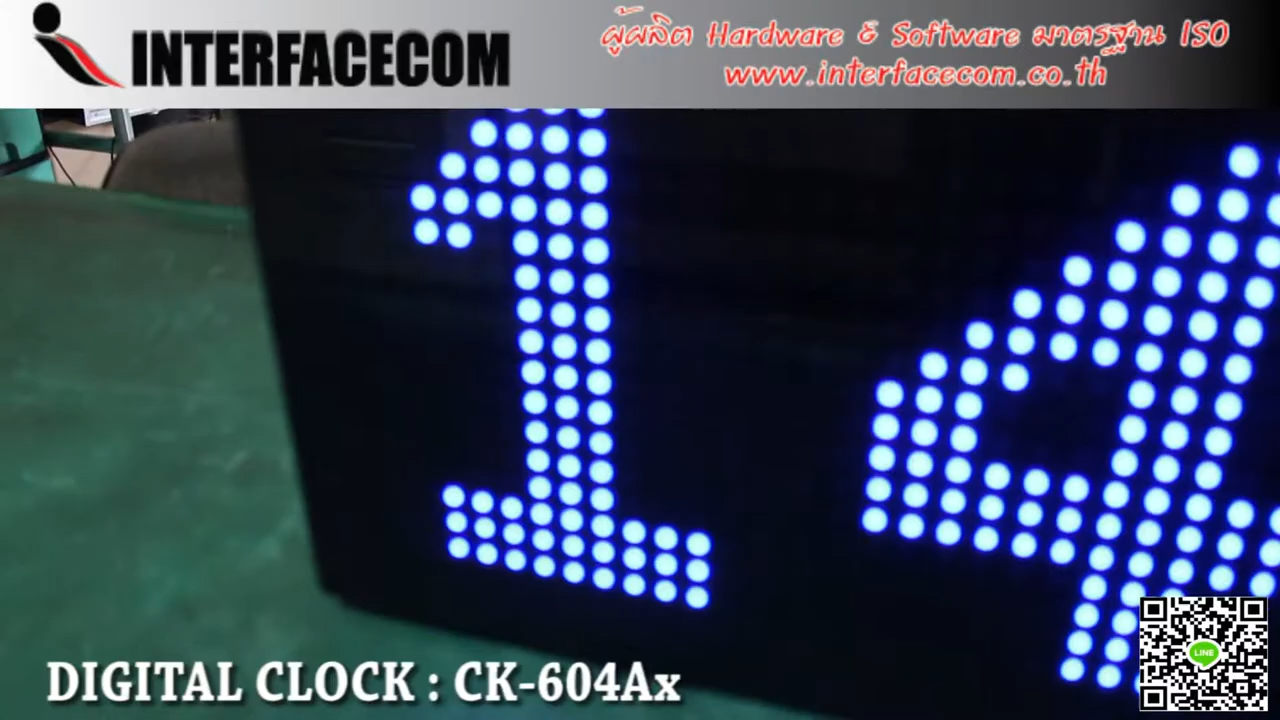 INTERFACECOM
ผู้ผลิต Hardware & Software มาตรฐาน ISO
www.interfacecom.co.th
14
DIGITAL CLOCK : CK-604Ax
LINE